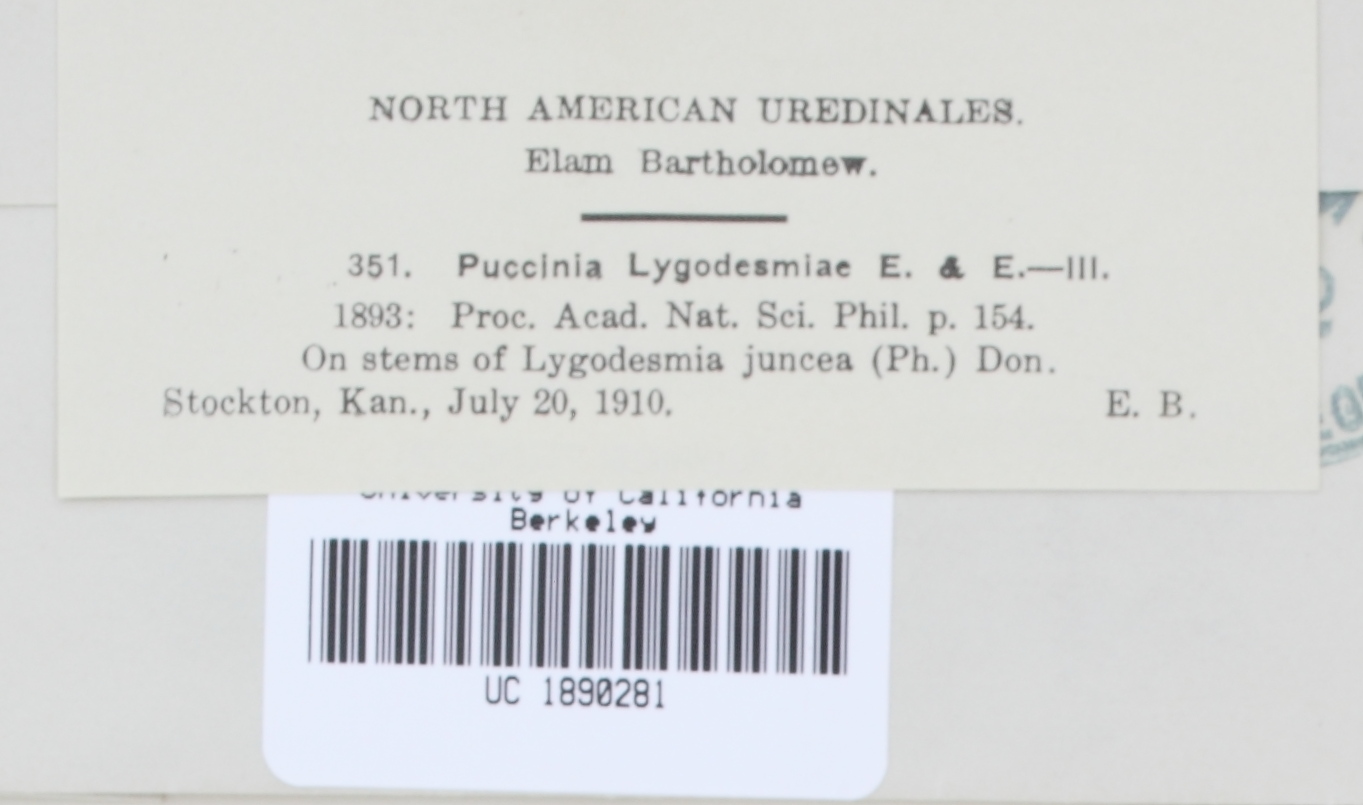 NORTH AMERICAN UREDINALES.
Elam Bartholomew.
351. Puccinia Lygodesmiae E. & E.—III.
1893: Proc. Acad. Nat. Sci. Phil. p. 154.
On stems of Lygodesmia juncea (Ph.) Don.
Stockton, Kan., July 20, 1910. E. B.
University of California
Berkeley
UC 1890281